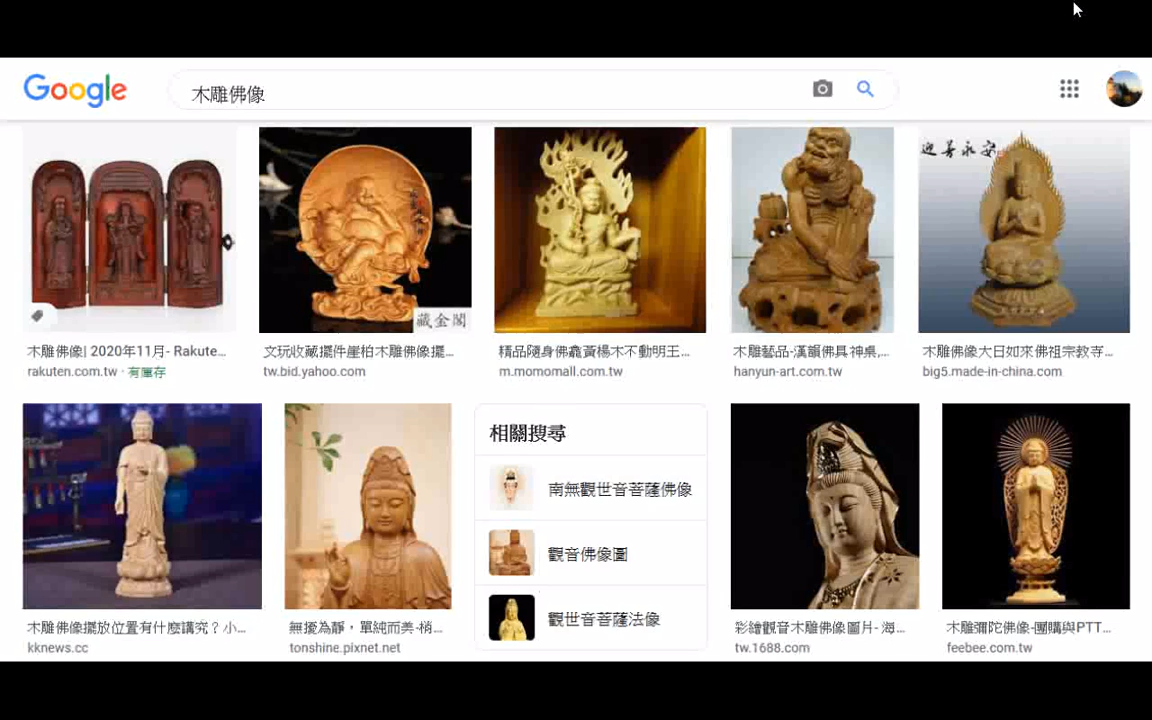 Google
木雕佛像
迎善永安
藏金閣
木雕佛像| 2020年11月- Rakute...
rakuten.com.tw · 有庫存
文玩收藏擺件崖柏木雕佛像擺...
tw.bid.yahoo.com
精品隨身佛龕黃楊木不動明王...
m.momomall.com.tw
木雕藝品-漢韻佛具神桌,...
hanyun-art.com.tw
木雕佛像大日如來佛祖宗教寺...
big5.made-in-china.com
相關搜尋
南無觀世音菩薩佛像
觀音佛像圖
觀世音菩薩法像
木雕佛像擺放位置有什麼講究？小...
kknews.cc
無擾為靜，單純而美-梢...
tonshine.pixnet.net
彩繪觀音木雕佛像圖片- 海...
tw.1688.com
木雕彌陀佛像-團購與PTT...
feebee.com.tw